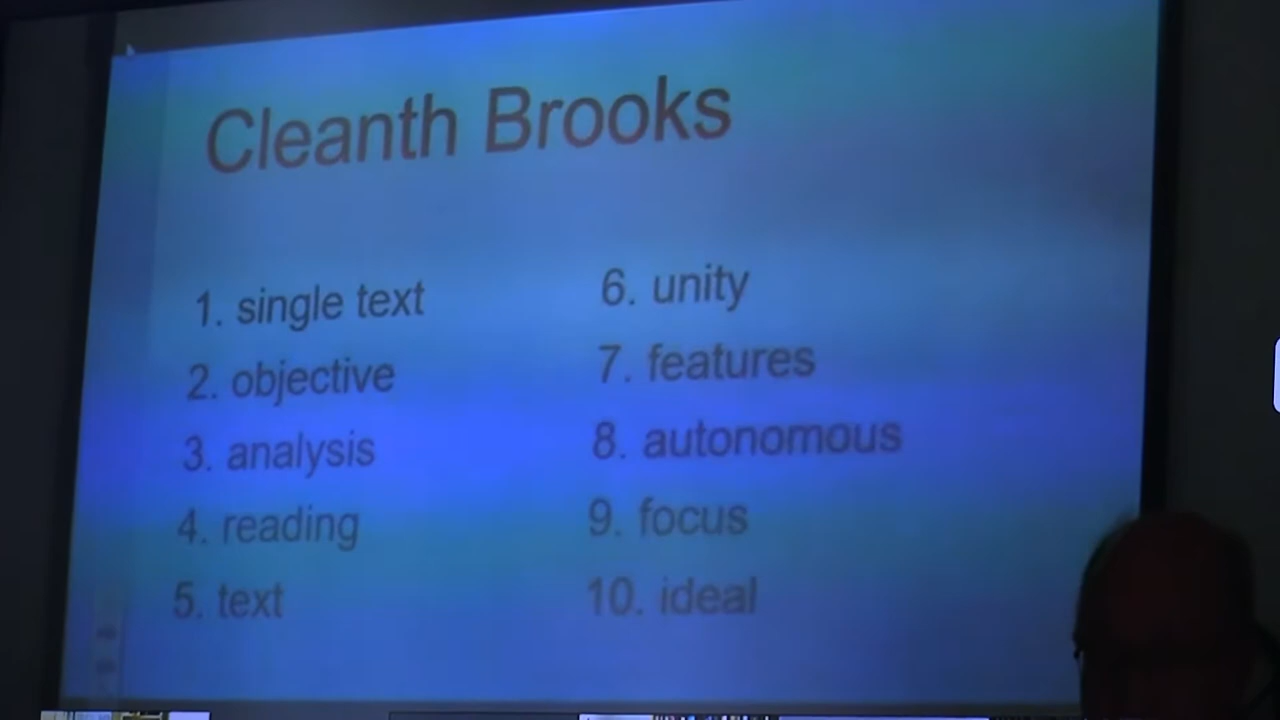 Cleanth Brooks
1. single text
2. objective
3. analysis
4. reading
5. text
6. unity
7. features
8. autonomous
9. focus
10. ideal